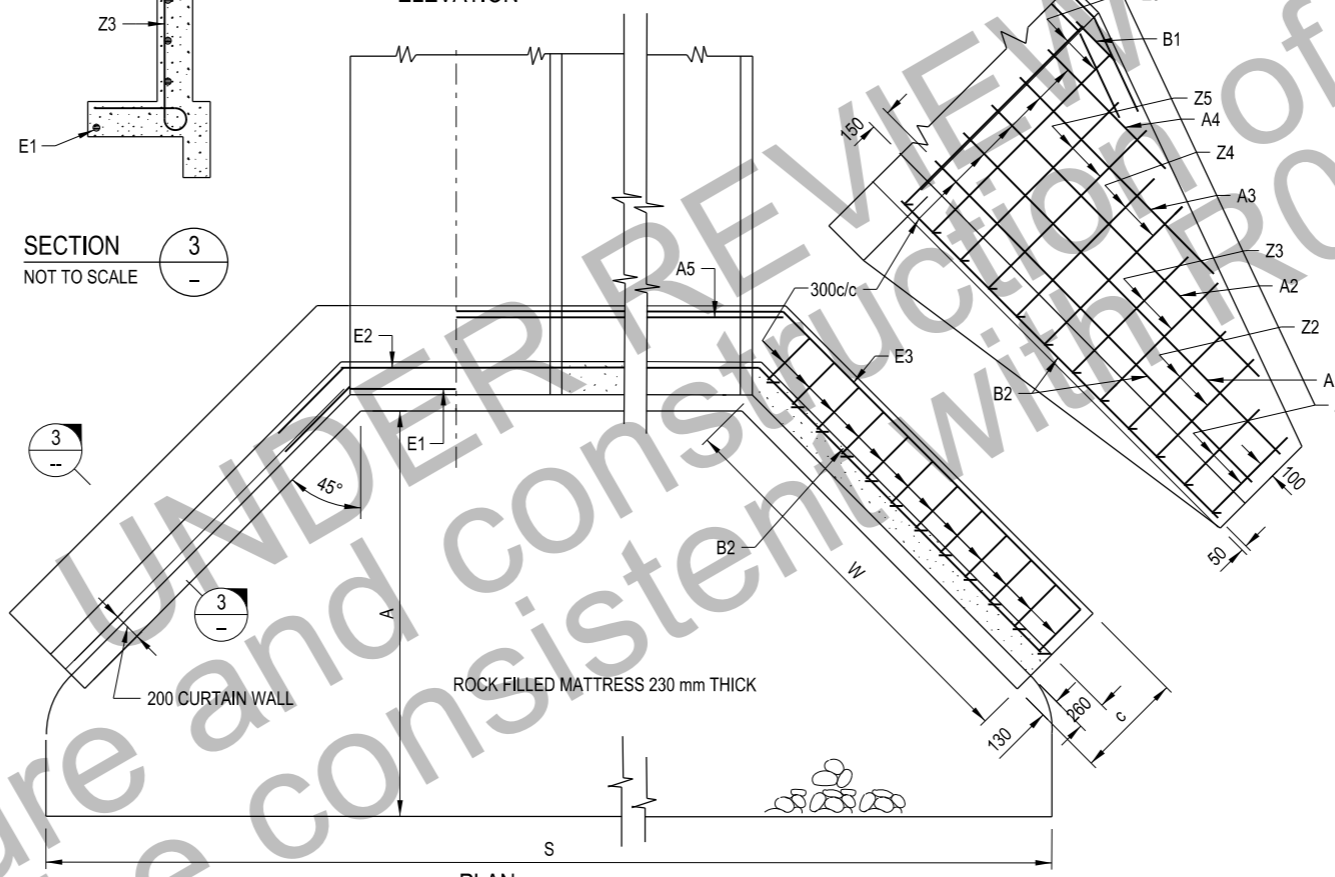 ELEVATION
Z3
E1
SECTION
NOT TO SCALE
3
–
150
B1
Z5
A4
Z4
A3
Z3
A2
Z2
B2
100
50
A5
300c/c
E2
E3
E1
45°
B2
W
A
3
--
3
–
200 CURTAIN WALL
ROCK FILLED MATTRESS 230 mm THICK
130
260
c
S
PLAN
UNDER REVIEW
and construction of
consistent with